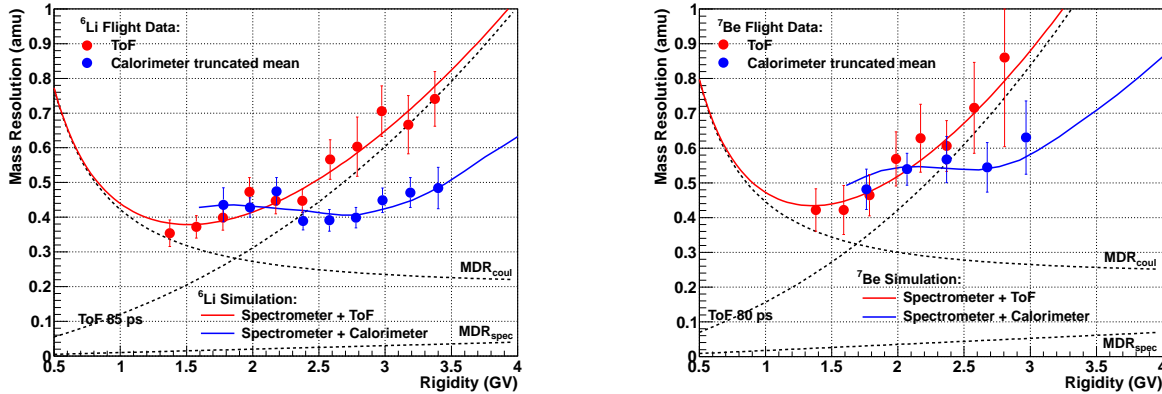 Mass Resolution (amu)
1
0.9
0.8
0.7
0.6
0.5
0.4
0.3
0.2
0.1
0
⁶Li Flight Data:
ToF
Calorimeter truncated mean
MDRcoul
⁶Li Simulation:
Spectrometer + ToF
Spectrometer + Calorimeter
ToF 85 ps
MDRspec
0.5 1 1.5 2 2.5 3 3.5 4
Rigidity (GV)
Mass Resolution (amu)
1
0.9
0.8
0.7
0.6
0.5
0.4
0.3
0.2
0.1
0
⁷Be Flight Data:
ToF
Calorimeter truncated mean
MDRcoul
⁷Be Simulation:
Spectrometer + ToF
Spectrometer + Calorimeter
ToF 80 ps
MDRspec
0.5 1 1.5 2 2.5 3 3.5 4
Rigidity (GV)